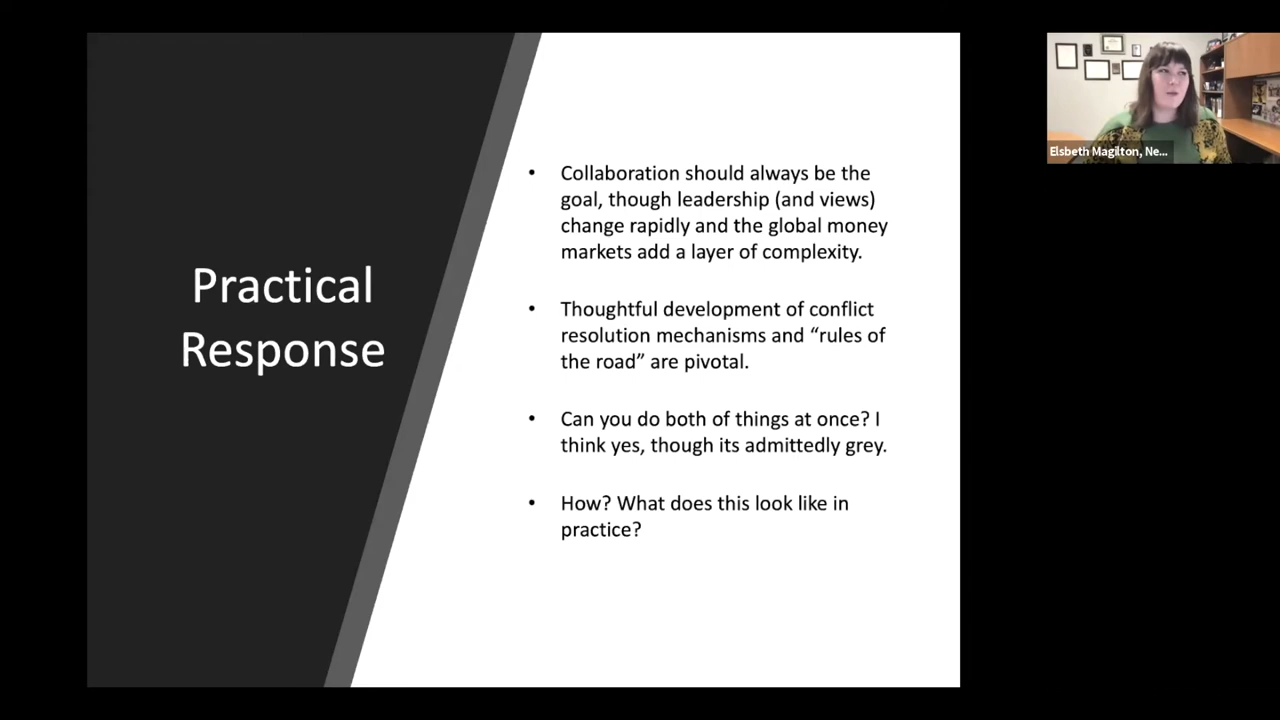 Practical
Response
• Collaboration should always be the
goal, though leadership (and views)
change rapidly and the global money
markets add a layer of complexity.
• Thoughtful development of conflict
resolution mechanisms and “rules of
the road” are pivotal.
• Can you do both of things at once? I
think yes, though its admittedly grey.
• How? What does this look like in
practice?
Elsbeth Magilton, Ne...